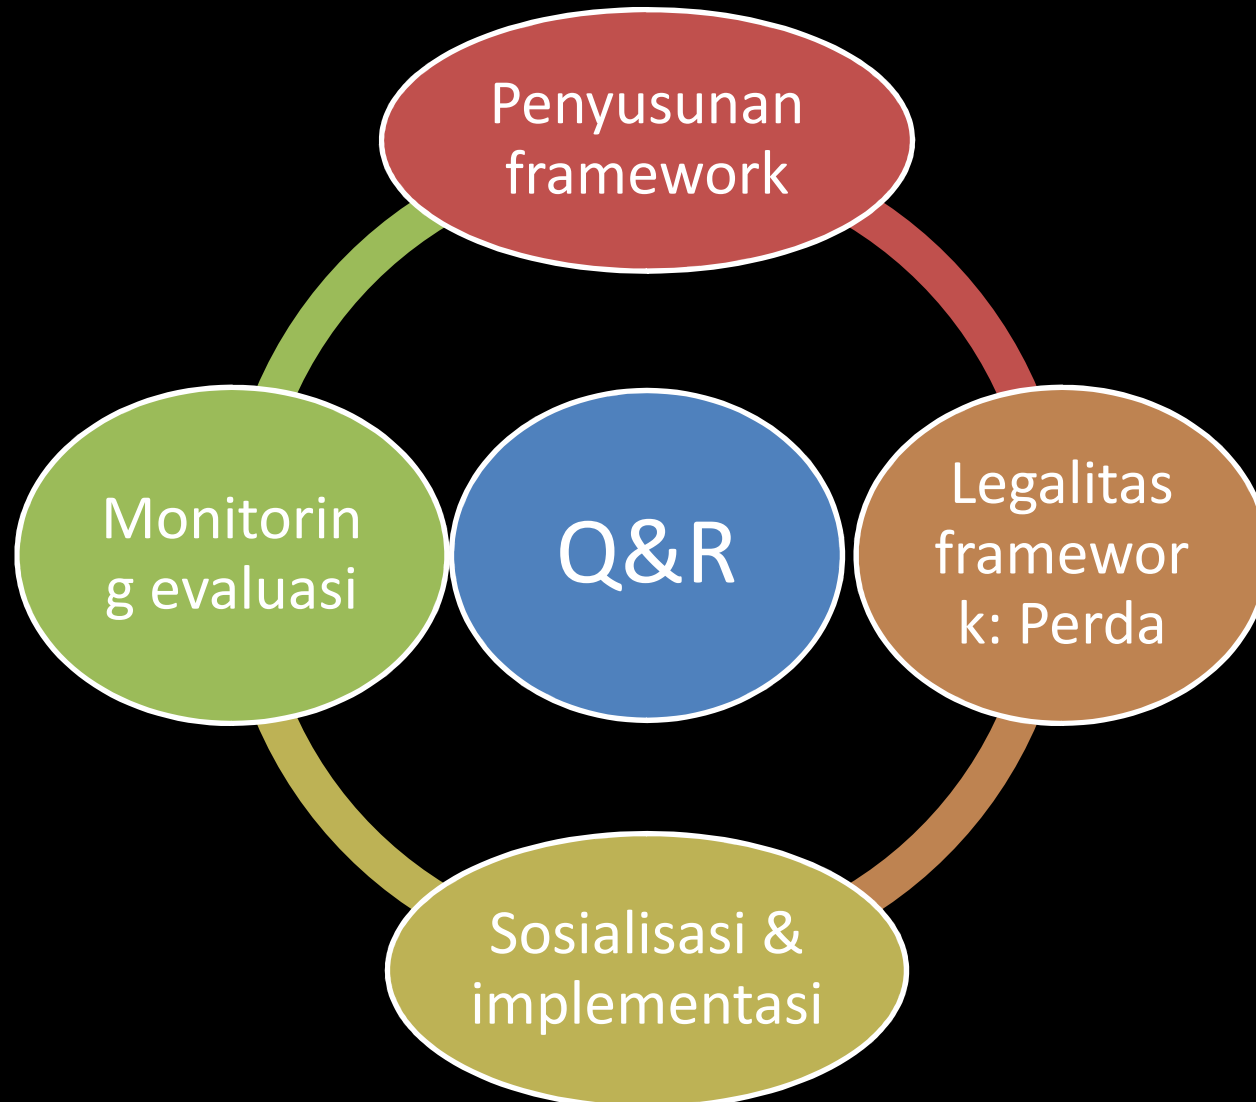 Penyusunan
framework
Monitorin
g evaluasi
Q&R
Legalitas
framewor
k: Perda
Sosialisasi &
implementasi